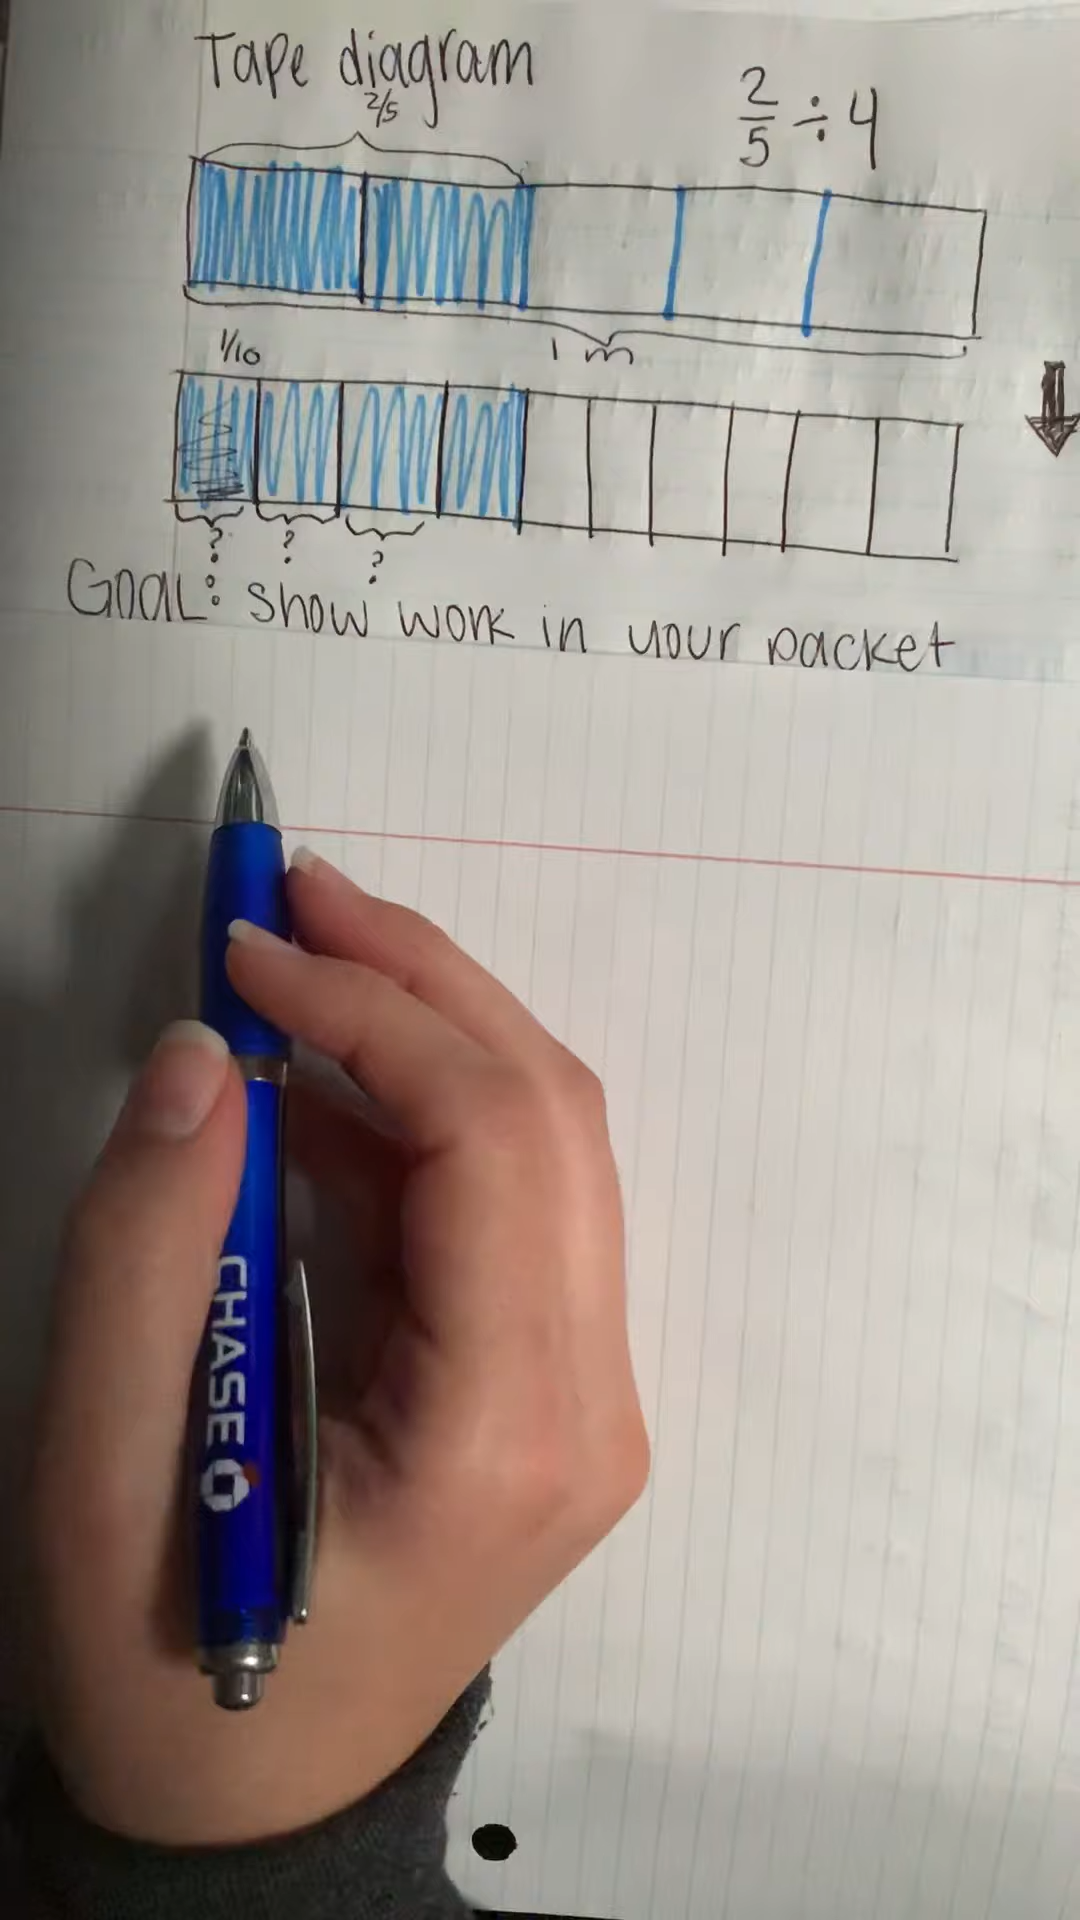 Tape diagram
2/5
2/5 ÷ 4
1 m
1/10
? ? ?
Goal: show work in your packet
CHASE